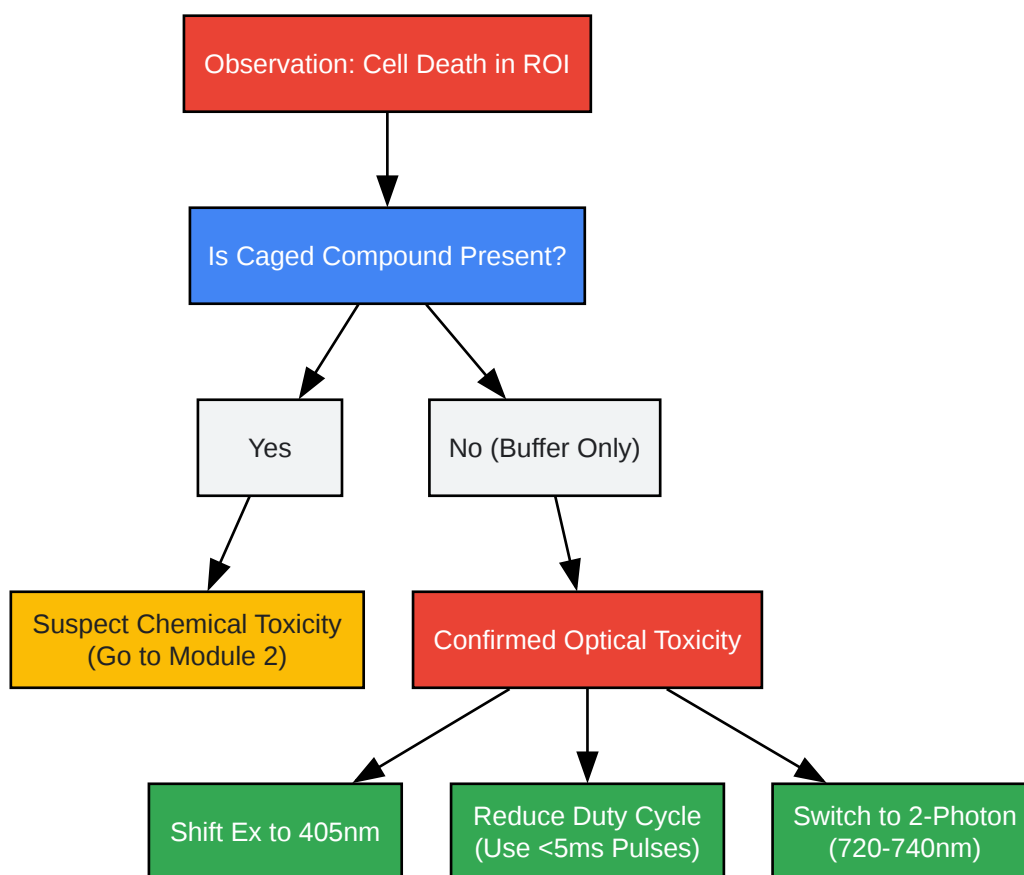 Observation: Cell Death in ROI
Is Caged Compound Present?
Yes
No (Buffer Only)
Suspect Chemical Toxicity
(Go to Module 2)
Confirmed Optical Toxicity
Shift Ex to 405nm
Reduce Duty Cycle
(Use <5ms Pulses)
Switch to 2-Photon
(720-740nm)